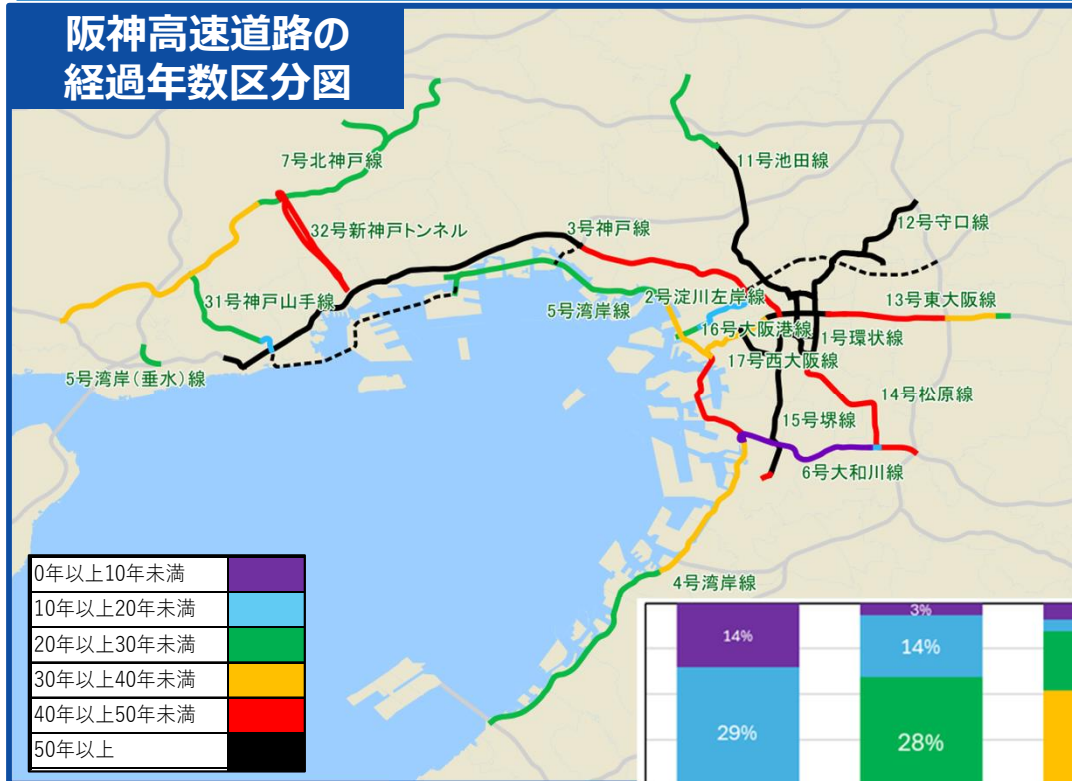 阪神高速道路の
経過年数区分図
7号北神戸線
11号池田線
12号守口線
32号新神戸トンネル
3号神戸線
31号神戸山手線
2号淀川左岸線
13号東大阪線
5号湾岸線
16号大阪港線
1号環状線
17号西大阪線
5号湾岸(垂水)線
14号松原線
15号堺線
6号大和川線
4号湾岸線
0年以上10年未満
10年以上20年未満
20年以上30年未満
30年以上40年未満
40年以上50年未満
50年以上
14%
3%
14%
29%
28%